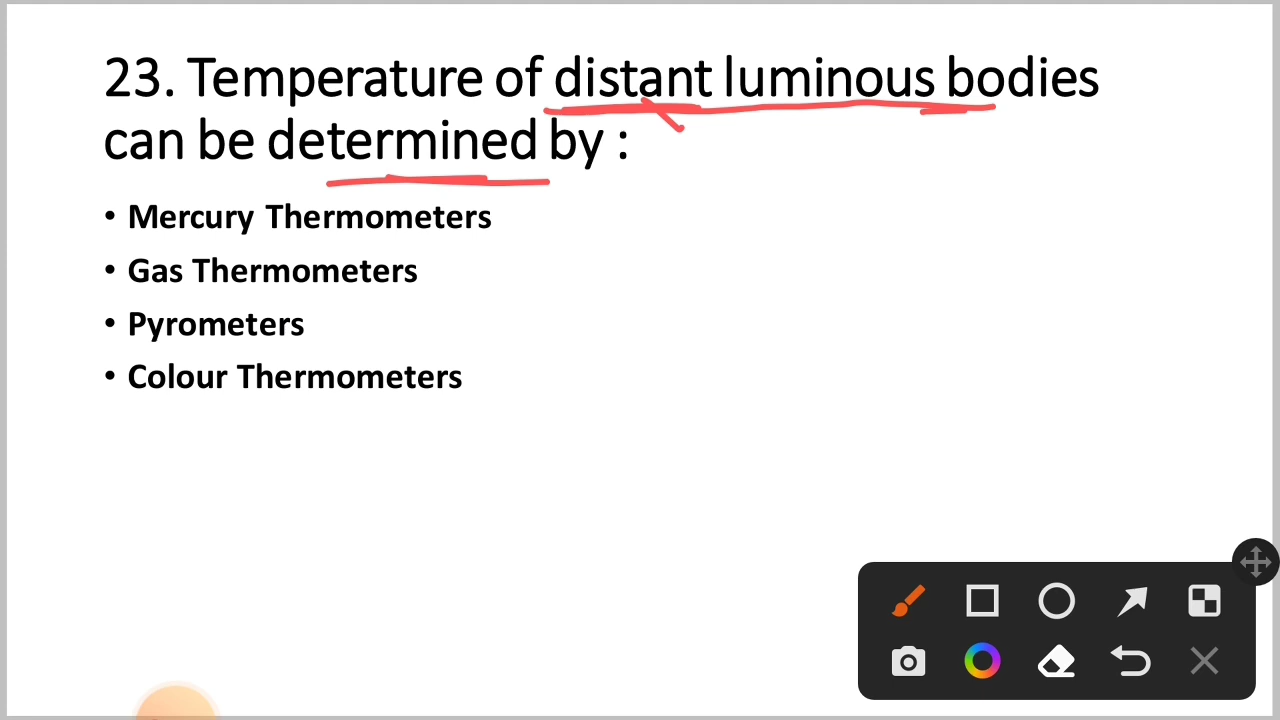 23. Temperature of distant luminous bodies
can be determined by :
• Mercury Thermometers
• Gas Thermometers
• Pyrometers
• Colour Thermometers